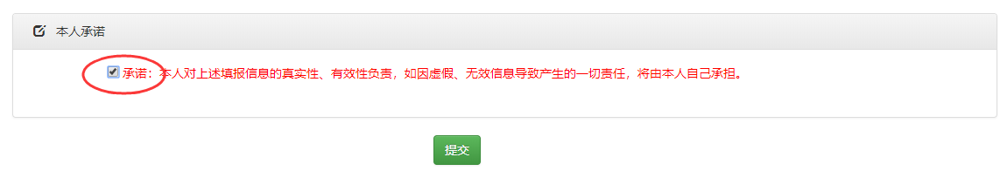 本人承诺
承诺：本人对上述填报信息的真实性、有效性负责，如因虚假、无效信息导致产生的一切责任，将由本人自己承担。
提交